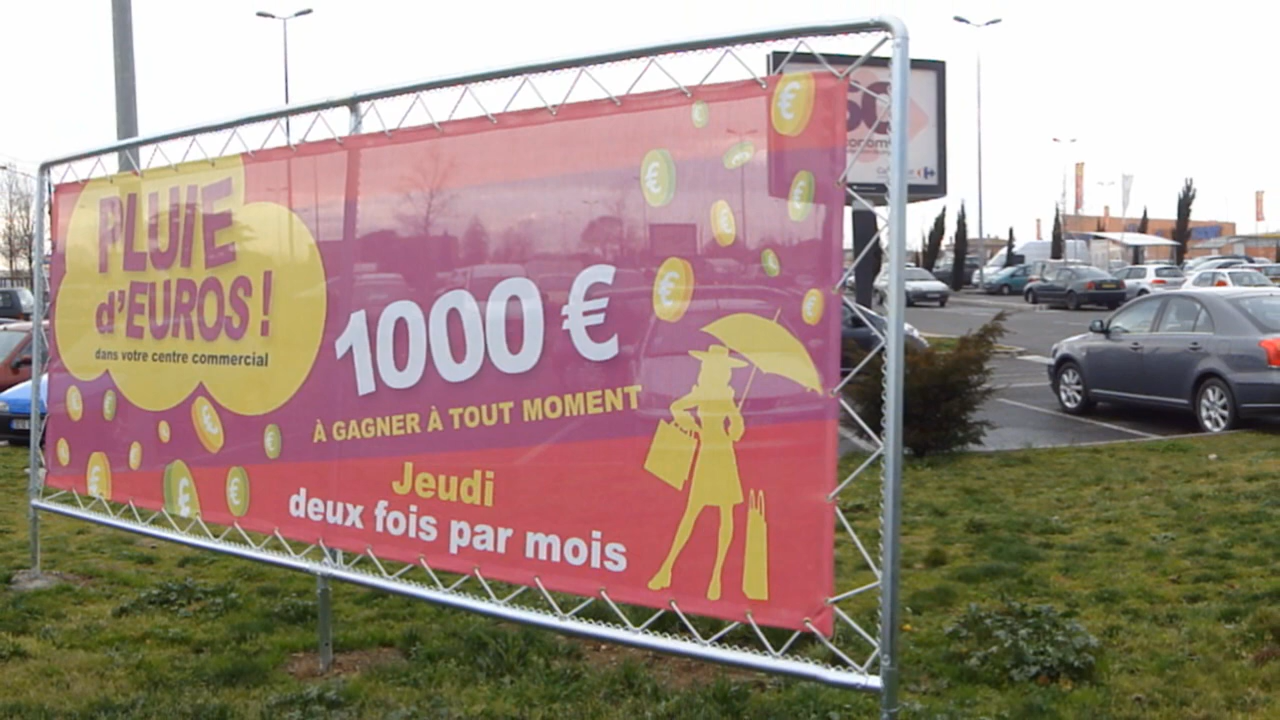 PLUIE
d'EUROS !
dans votre centre commercial
1000 €
À GAGNER À TOUT MOMENT
Jeudi
deux fois par mois